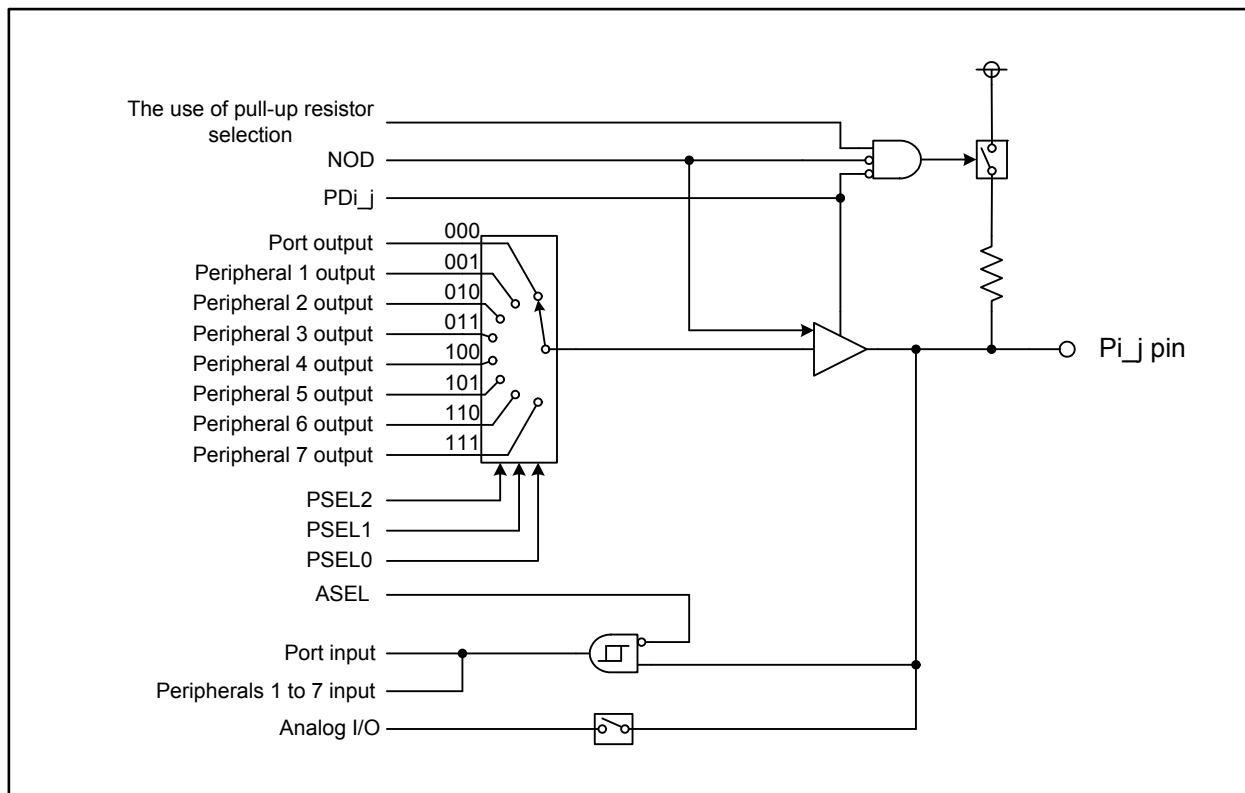 The use of pull-up resistor
selection
NOD
PDi_j
Port output
000
Peripheral 1 output
001
Peripheral 2 output
010
Peripheral 3 output
011
Peripheral 4 output
100
Peripheral 5 output
101
Peripheral 6 output
110
Peripheral 7 output
111
Pi_j pin
PSEL2
PSEL1
PSEL0
ASEL
Port input
Peripherals 1 to 7 input
Analog I/O